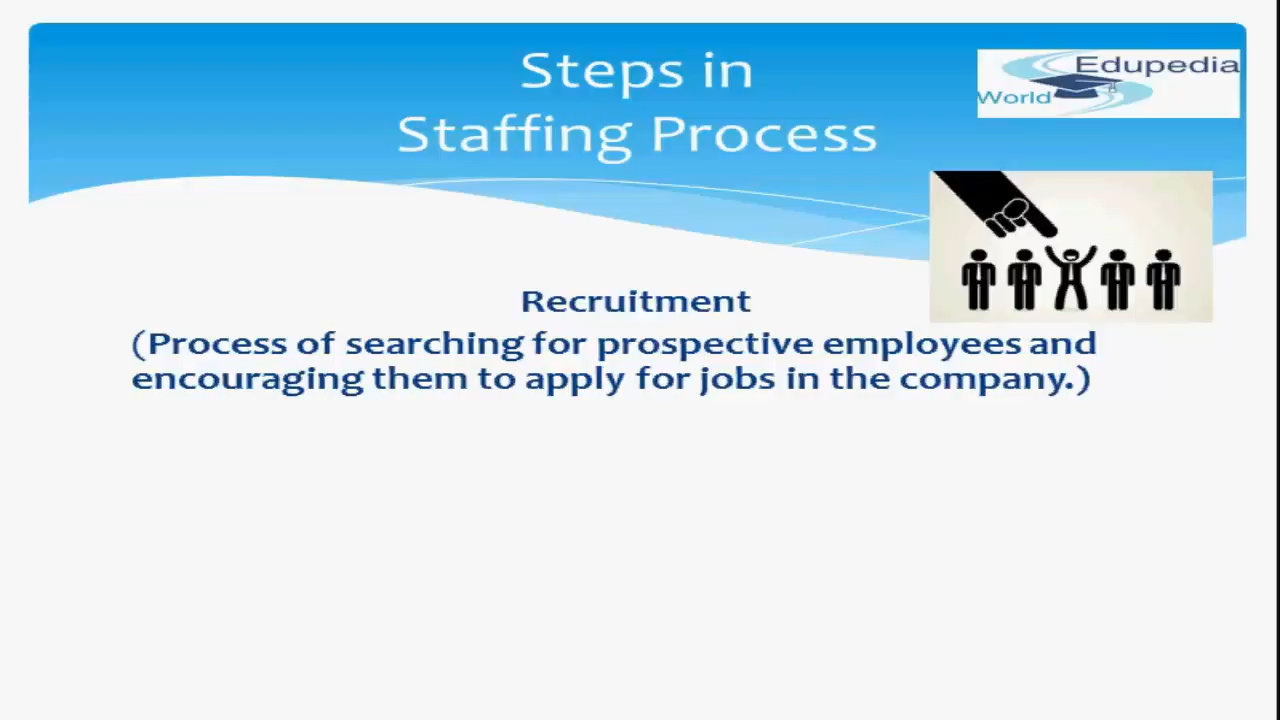 Steps in
Staffing Process
Edupedia
World
Recruitment
(Process of searching for prospective employees and
encouraging them to apply for jobs in the company.)